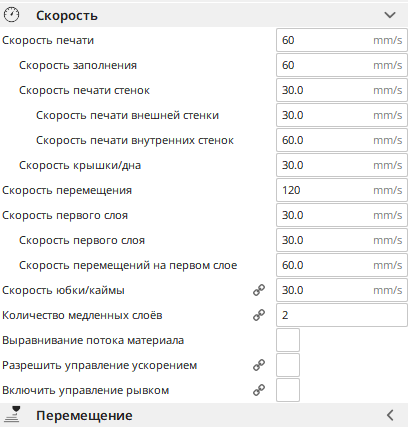 Скорость
Скорость печати 60 mm/s
Скорость заполнения 60 mm/s
Скорость печати стенок 30.0 mm/s
Скорость печати внешней стенки 30.0 mm/s
Скорость печати внутренних стенок 60.0 mm/s
Скорость крышки/дна 30.0 mm/s
Скорость перемещения 120 mm/s
Скорость первого слоя 30.0 mm/s
Скорость первого слоя 30.0 mm/s
Скорость перемещений на первом слое 60.0 mm/s
Скорость юбки/каймы 30.0 mm/s
Количество медленных слоёв 2
Выравнивание потока материала
Разрешить управление ускорением
Включить управление рывком
Перемещение